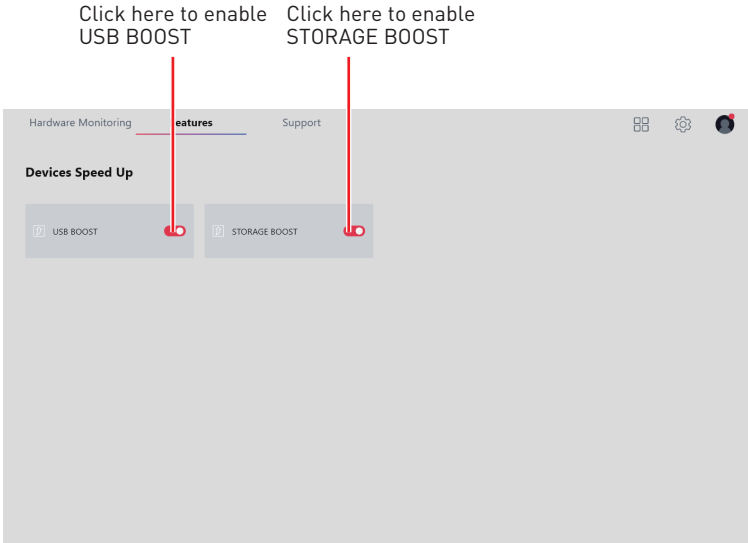 Click here to enable
USB BOOST
Click here to enable
STORAGE BOOST
Hardware Monitoring
Features
Support
Devices Speed Up
USB BOOST
STORAGE BOOST